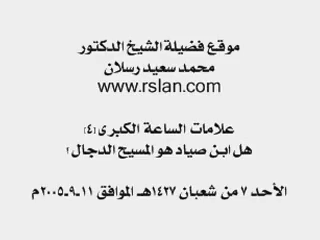 موقع فضيلة الشيخ الدكتور
محمد سعيد رسلان
www.rslan.com
علامات الساعة الكبرى (٤)
هل ابن صياد هو المسيح الدجال ؟
الأحد ٧ من شعبان ١٤٢٧هـ الموافق ١١-٩-٢٠٠٥م